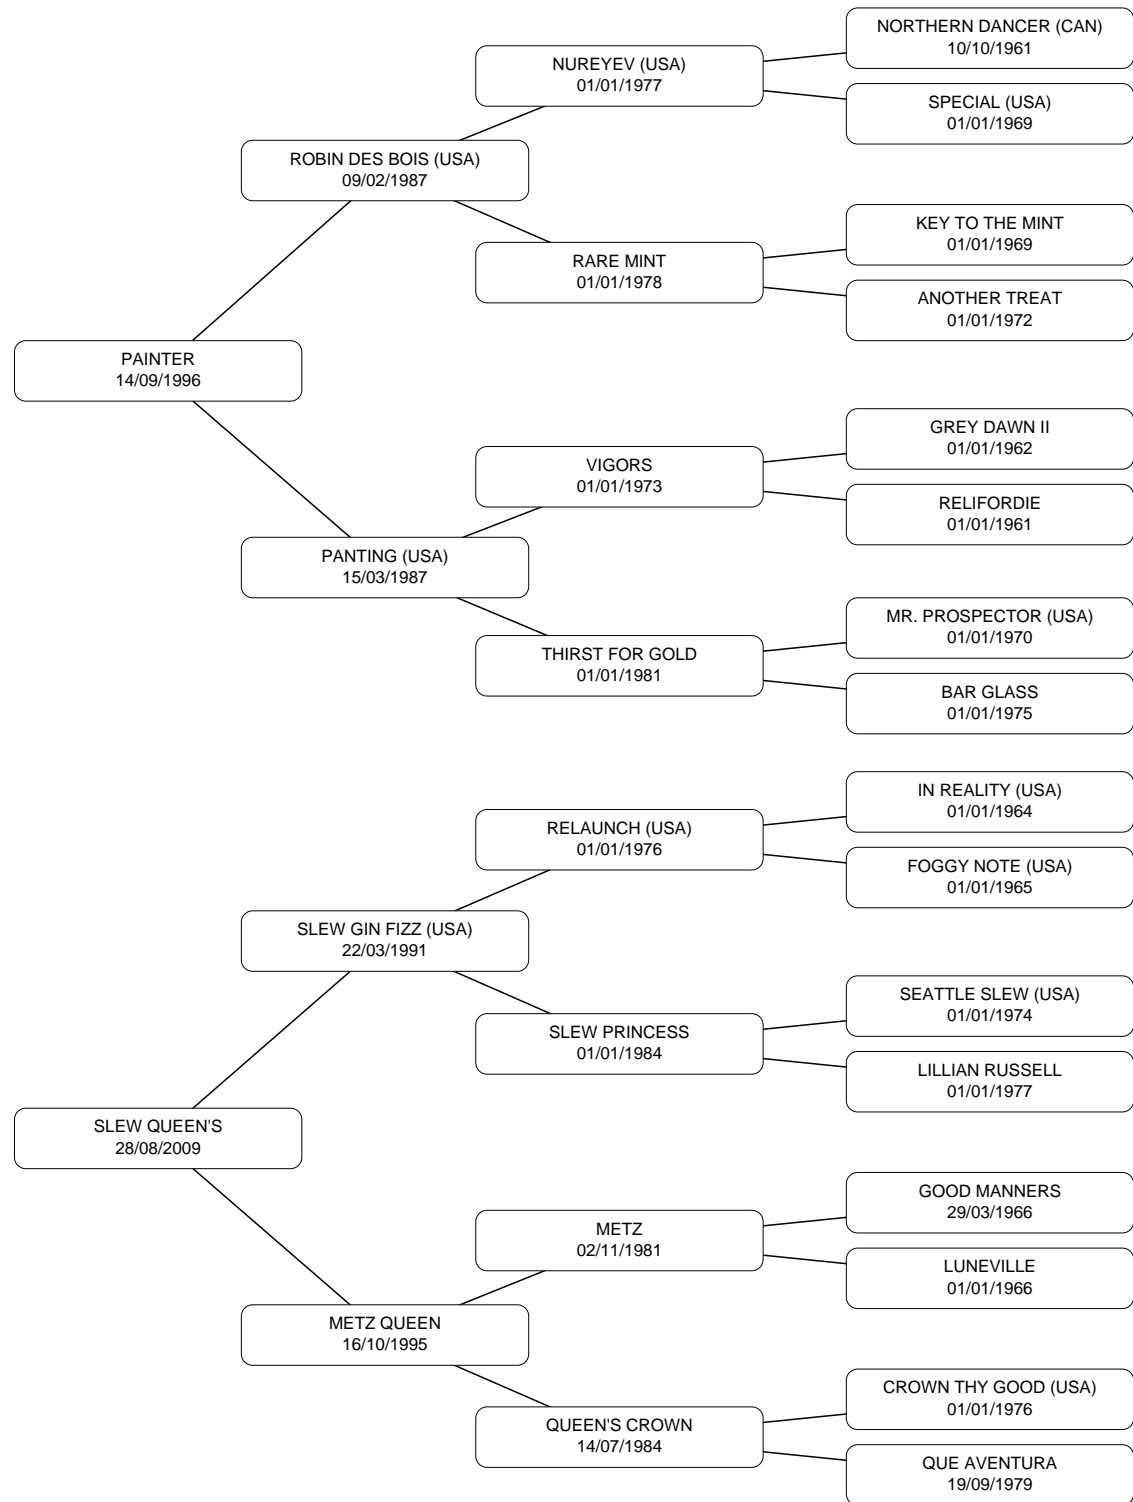 NORTHERN DANCER (CAN)
10/10/1961
NUREYEV (USA)
01/01/1977
SPECIAL (USA)
01/01/1969
ROBIN DES BOIS (USA)
09/02/1987
KEY TO THE MINT
01/01/1969
RARE MINT
01/01/1978
ANOTHER TREAT
01/01/1972
PAINTER
14/09/1996
GREY DAWN II
01/01/1962
VIGORS
01/01/1973
RELIFORDIE
01/01/1961
PANTING (USA)
15/03/1987
MR. PROSPECTOR (USA)
01/01/1970
THIRST FOR GOLD
01/01/1981
BAR GLASS
01/01/1975
IN REALITY (USA)
01/01/1964
RELAUNCH (USA)
01/01/1976
FOGGY NOTE (USA)
01/01/1965
SLEW GIN FIZZ (USA)
22/03/1991
SEATTLE SLEW (USA)
01/01/1974
SLEW PRINCESS
01/01/1984
LILLIAN RUSSELL
01/01/1977
SLEW QUEEN'S
28/08/2009
GOOD MANNERS
29/03/1966
METZ
02/11/1981
LUNEVILLE
01/01/1966
METZ QUEEN
16/10/1995
CROWN THY GOOD (USA)
01/01/1976
QUEEN'S CROWN
14/07/1984
QUE AVENTURA
19/09/1979